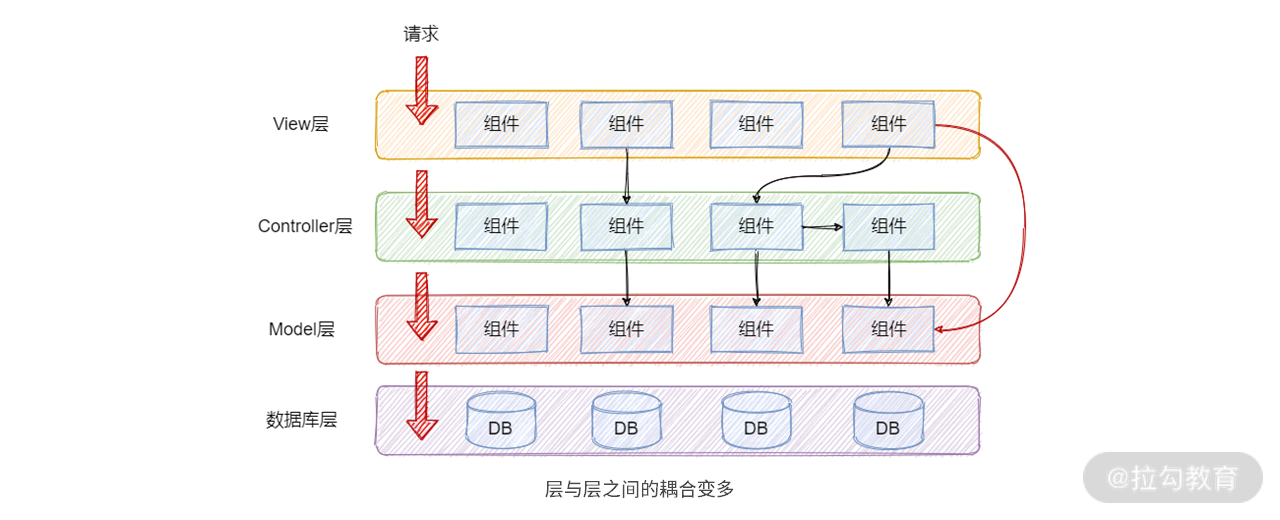 请求
View层
组件 组件 组件 组件
Controller层
组件 组件 组件 组件
Model层
组件 组件 组件 组件
数据库层
DB DB DB DB
层与层之间的耦合变多
@拉勾教育